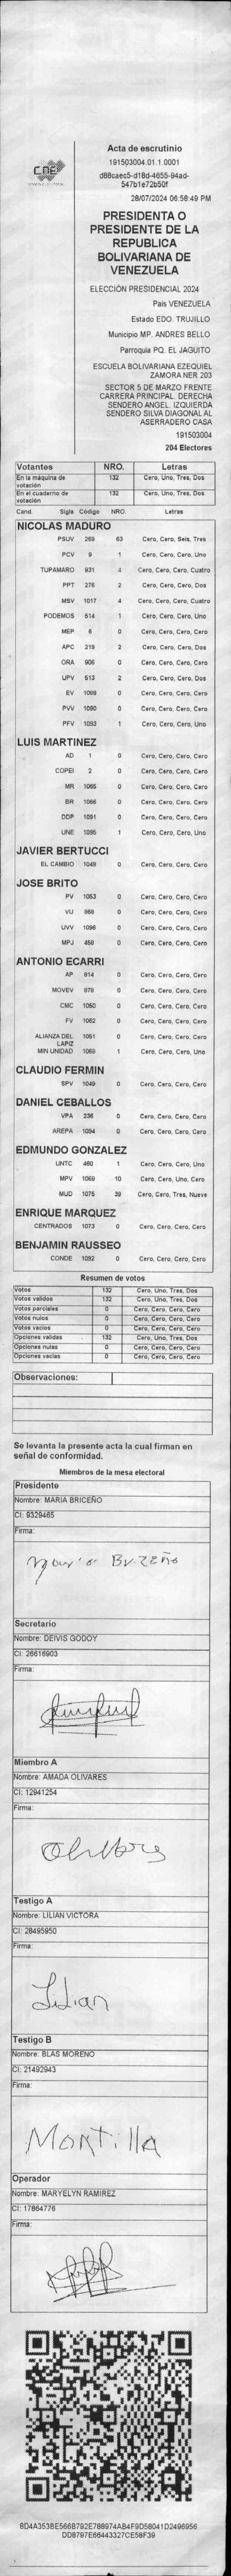 CNE
Acta de escrutinio
191503004.01.1.0001
d88caec5-d18d-4655-94ad-
547b1e72b50f
28/07/2024 06:58:49 PM
PRESIDENTA O
PRESIDENTE DE LA
REPUBLICA
BOLIVARIANA DE
VENEZUELA
ELECCIÓN PRESIDENCIAL 2024
País VENEZUELA
Estado EDO. TRUJILLO
Municipio MP. ANDRES BELLO
Parroquia PQ. EL JAGUITO
ESCUELA BOLIVARIANA EZEQUIEL
ZAMORA NER 203
SECTOR 5 DE MARZO FRENTE
CARRERA PRINCIPAL. DERECHA
SENDERO ANGEL. IZQUIERDA
SENDERO SILVA DIAGONAL AL
ASERRADERO CASA
191503004
204 Electores
Votantes NRO. Letras
En la máquina de votación 132 Cero, Uno, Tres, Dos
En el cuaderno de votación 132 Cero, Uno, Tres, Dos
Cand. Sigla Código NRO. Letras
NICOLAS MADURO
PSUV 269 63 Cero, Cero, Seis, Tres
PCV 9 1 Cero, Cero, Cero, Uno
TUPAMARO 931 4 Cero, Cero, Cero, Cuatro
PPT 276 2 Cero, Cero, Cero, Dos
MSV 1017 4 Cero, Cero, Cero, Cuatro
PODEMOS 514 1 Cero, Cero, Cero, Uno
MEP 6 0 Cero, Cero, Cero, Cero
APC 219 2 Cero, Cero, Cero, Dos
ORA 906 0 Cero, Cero, Cero, Cero
UPV 513 2 Cero, Cero, Cero, Dos
EV 1089 0 Cero, Cero, Cero, Cero
PVV 1090 0 Cero, Cero, Cero, Cero
PFV 1093 1 Cero, Cero, Cero, Uno
LUIS MARTINEZ
AD 1 0 Cero, Cero, Cero, Cero
COPEI 2 0 Cero, Cero, Cero, Cero
MR 1065 0 Cero, Cero, Cero, Cero
BR 1066 0 Cero, Cero, Cero, Cero
DDP 1091 0 Cero, Cero, Cero, Cero
UNE 1095 1 Cero, Cero, Cero, Uno
JAVIER BERTUCCI
EL CAMBIO 1048 0 Cero, Cero, Cero, Cero
JOSE BRITO
PV 1053 0 Cero, Cero, Cero, Cero
VU 868 0 Cero, Cero, Cero, Cero
UVV 1096 0 Cero, Cero, Cero, Cero
MPJ 459 0 Cero, Cero, Cero, Cero
ANTONIO ECARRI
AP 814 0 Cero, Cero, Cero, Cero
MOVEV 878 0 Cero, Cero, Cero, Cero
CMC 1050 0 Cero, Cero, Cero, Cero
FV 1062 0 Cero, Cero, Cero, Cero
ALIANZA DEL LAPIZ 1051 0 Cero, Cero, Cero, Cero
MIN UNIDAD 1069 1 Cero, Cero, Cero, Uno
CLAUDIO FERMIN
SPV 1049 0 Cero, Cero, Cero, Cero
DANIEL CEBALLOS
VPA 236 0 Cero, Cero, Cero, Cero
AREPA 1094 0 Cero, Cero, Cero, Cero
EDMUNDO GONZALEZ
UNTC 460 1 Cero, Cero, Cero, Uno
MPV 1069 10 Cero, Cero, Uno, Cero
MUD 1075 39 Cero, Cero, Tres, Nueve
ENRIQUE MARQUEZ
CENTRADOS 1073 0 Cero, Cero, Cero, Cero
BENJAMIN RAUSSEO
CONDE 1092 0 Cero, Cero, Cero, Cero
Resumen de votos
Votos 132 Cero, Uno, Tres, Dos
Votos validos 132 Cero, Uno, Tres, Dos
Votos parciales 0 Cero, Cero, Cero, Cero
Votos nulos 0 Cero, Cero, Cero, Cero
Votos vacios 0 Cero, Cero, Cero, Cero
Opciones validas 132 Cero, Uno, Tres, Dos
Opciones nulas 0 Cero, Cero, Cero, Cero
Opciones vacias 0 Cero, Cero, Cero, Cero
Observaciones:
Se levanta la presente acta la cual firman en
señal de conformidad.
Miembros de la mesa electoral
Presidente
Nombre: MARIA BRICEÑO
CI: 9329465
Firma:
Secretario
Nombre: DEIVIS GODOY
CI: 26616903
Firma:
Miembro A
Nombre: AMADA OLIVARES
CI: 12941254
Firma:
Olivares
Testigo A
Nombre: LILIAN VICTORA
CI: 28495950
Firma:
Lilian
Testigo B
Nombre: BLAS MORENO
CI: 21492943
Firma:
MONTillA
Operador
Nombre: MARYELYN RAMIREZ
CI: 17864776
Firma:
8D4A353BE566B792E788974AB4F9D58041D2496956
DD8797E66443327CE58F39